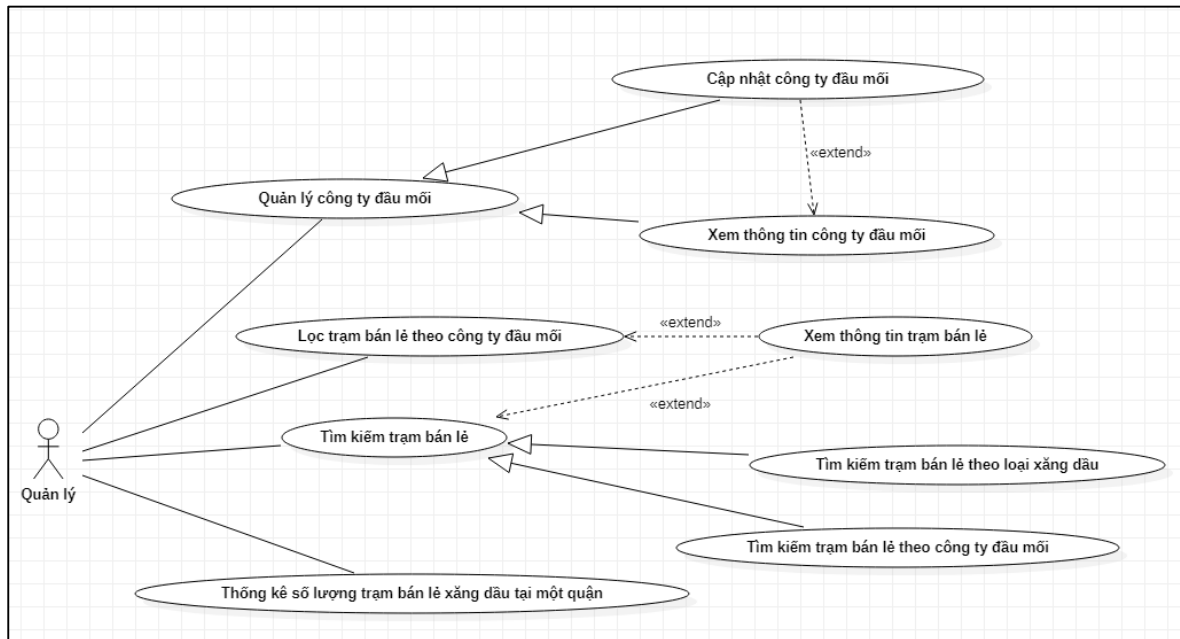 Cập nhật công ty đầu mối
«extend»
Quản lý công ty đầu mối
Xem thông tin công ty đầu mối
Lọc trạm bán lẻ theo công ty đầu mối
«extend»
Xem thông tin trạm bán lẻ
«extend»
Tìm kiếm trạm bán lẻ
Tìm kiếm trạm bán lẻ theo loại xăng dầu
Quản lý
Tìm kiếm trạm bán lẻ theo công ty đầu mối
Thống kê số lượng trạm bán lẻ xăng dầu tại một quận